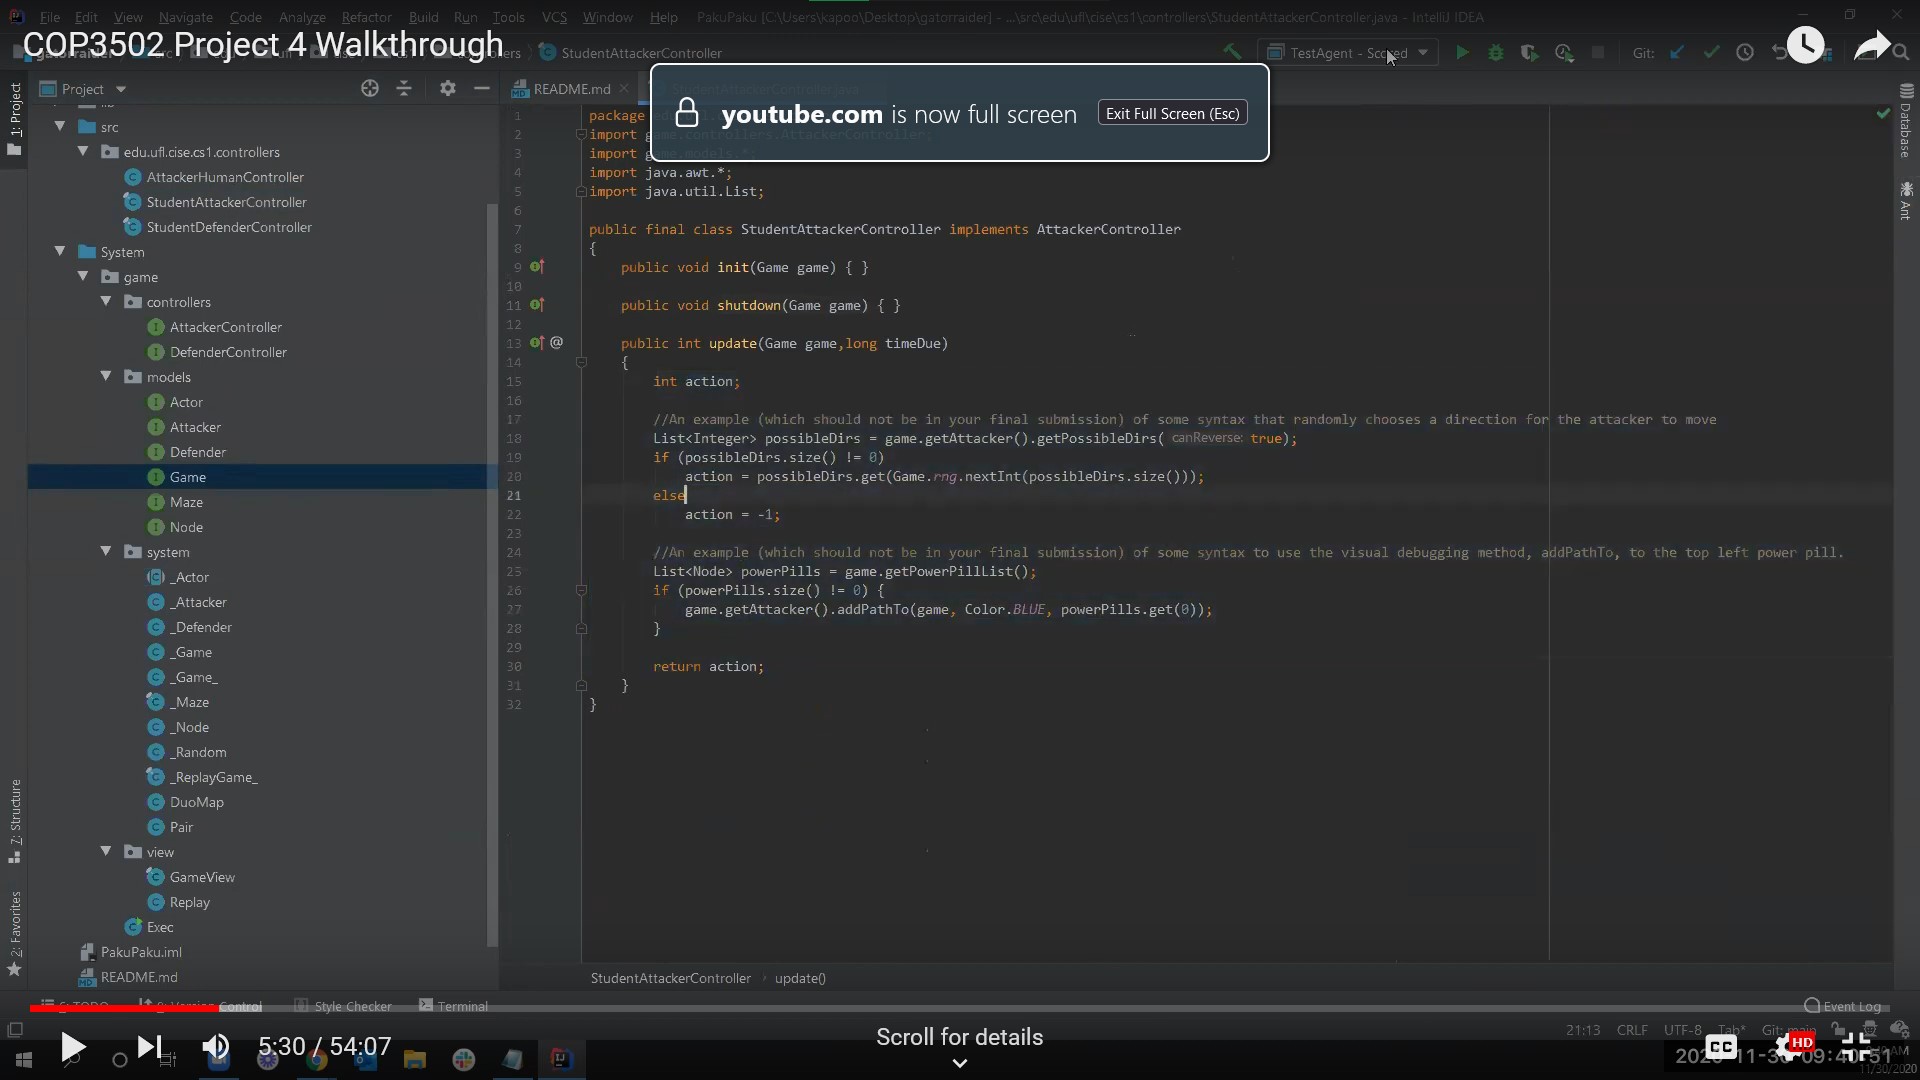 File Edit View Navigate Code Analyze Refactor Build Run Tools VCS Window Help PakuPaku [C:\Users\kapoo\Desktop\gatorraider] - ...\src\edu\ufl\cise\cs1\controllers\StudentAttackerController.java - IntelliJ IDEA
COP3502 Project 4 Walkthrough
StudentAttackerController
TestAgent - Scored
Git:
youtube.com is now full screen
Exit Full Screen (Esc)
1: Project
Project
README.md
src
edu.ufl.cise.cs1.controllers
AttackerHumanController
StudentAttackerController
StudentDefenderController
System
game
controllers
AttackerController
DefenderController
models
Actor
Attacker
Defender
Game
Maze
Node
system
_Actor
_Attacker
_Defender
_Game
_Game_
_Maze
_Node
_Random
_ReplayGame_
DuoMap
Pair
view
GameView
Replay
Exec
PakuPaku.iml
README.md
7: Structure
2: Favorites
1 package
2 import
3 import
4 import java.awt.*;
5 import java.util.List;
6
7 public final class StudentAttackerController implements AttackerController
8 {
9 public void init(Game game) { }
10
11 public void shutdown(Game game) { }
12
13 public int update(Game game,long timeDue)
14 {
15 int action;
16
17 //An example (which should not be in your final submission) of some syntax that randomly chooses a direction for the attacker to move
18 List<Integer> possibleDirs = game.getAttacker().getPossibleDirs( canReverse: true);
19 if (possibleDirs.size() != 0)
20 action = possibleDirs.get(Game.rng.nextInt(possibleDirs.size()));
21 else
22 action = -1;
23
24 //An example (which should not be in your final submission) of some syntax to use the visual debugging method, addPathTo, to the top left power pill.
25 List<Node> powerPills = game.getPowerPillList();
26 if (powerPills.size() != 0) {
27 game.getAttacker().addPathTo(game, Color.BLUE, powerPills.get(0));
28 }
29
30 return action;
31 }
32 }
Database
Ant
StudentAttackerController update()
Control Style Checker Terminal
Event Log
21:13 CRLF UTF-8 Tab* Git: main
5:30 / 54:07
Scroll for details
CC
HD
11/30/2020